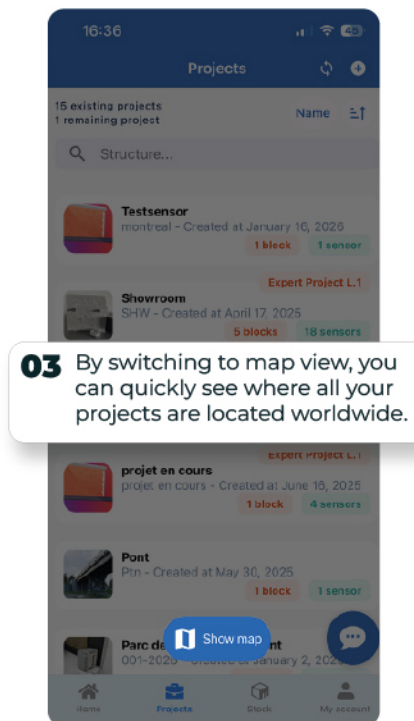 16:36
45
Projects
15 existing projects
1 remaining project
Name
Structure...
Testsensor
montreal - Created at January 16, 2026
1 block 1 sensor
Expert Project L.1
Showroom
SHW - Created at April 17, 2025
5 blocks 18 sensors
03 By switching to map view, you
can quickly see where all your
projects are located worldwide.
Expert Project L.1
projet en cours
projet en cours - Created at June 16, 2025
1 block 4 sensors
Pont
Ptn - Created at May 30, 2025
1 block 1 sensor
Show map
Parc de
January 2,
Home Projects Stock My account